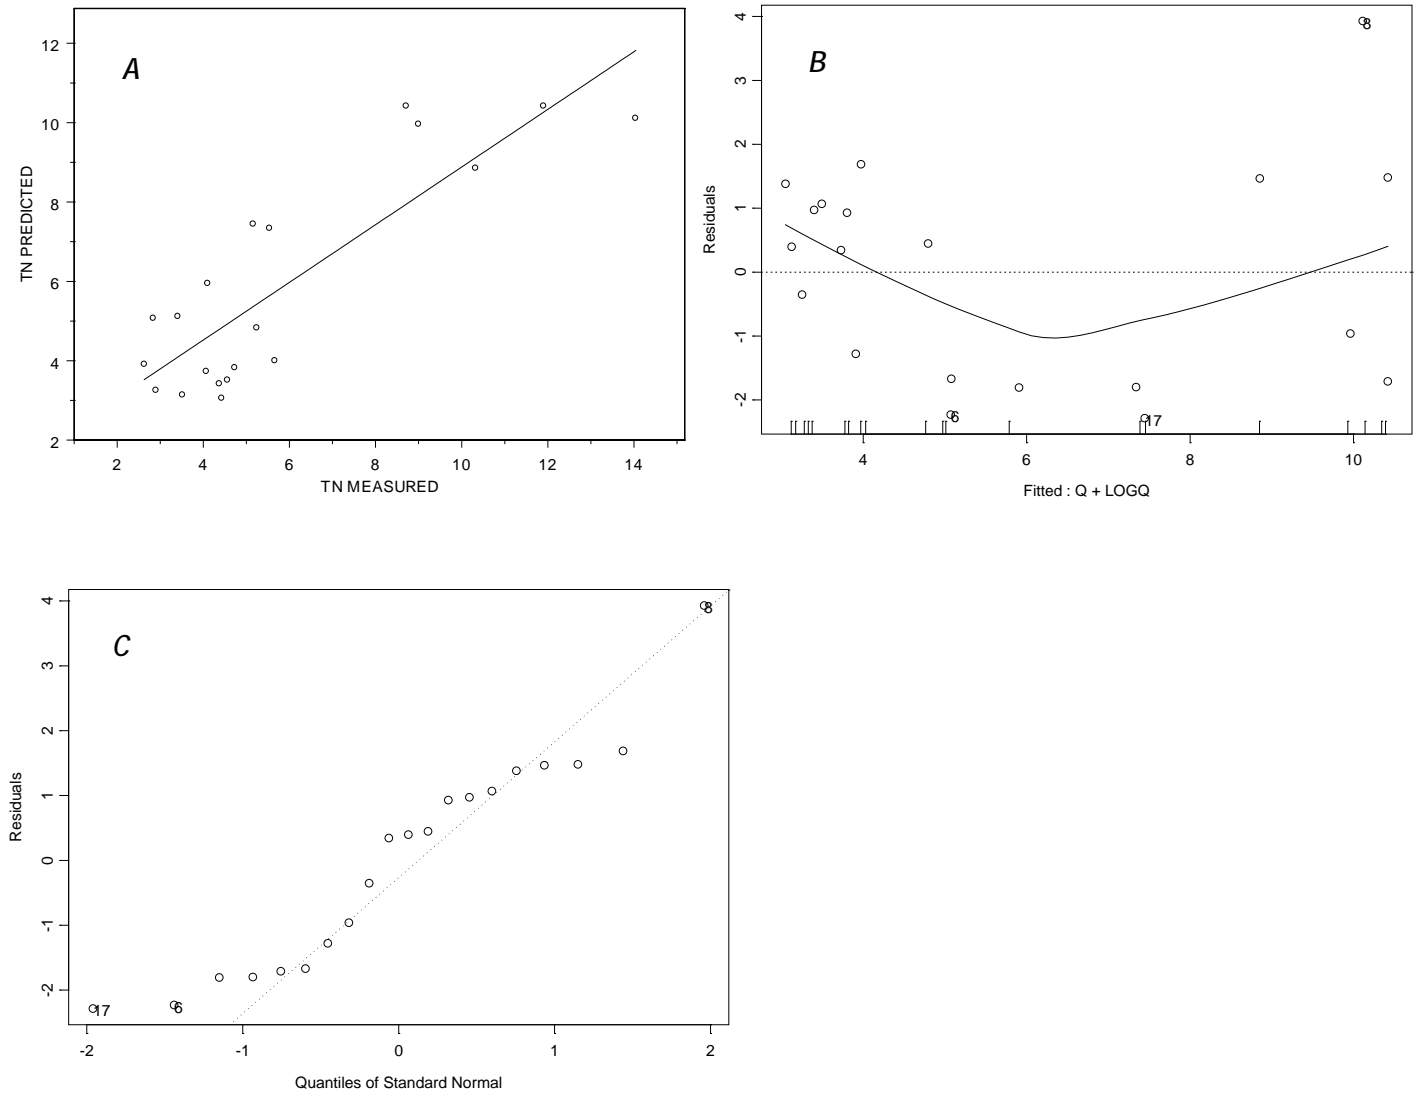 A
12
10
8
6
4
2
TN PREDICTED
2 4 6 8 10 12 14
TN MEASURED
B
4
3
2
1
0
-1
-2
Residuals
8
6
17
4 6 8 10
Fitted : Q + LOGQ
C
4
3
2
1
0
-1
-2
Residuals
8
17
6
-2 -1 0 1 2
Quantiles of Standard Normal